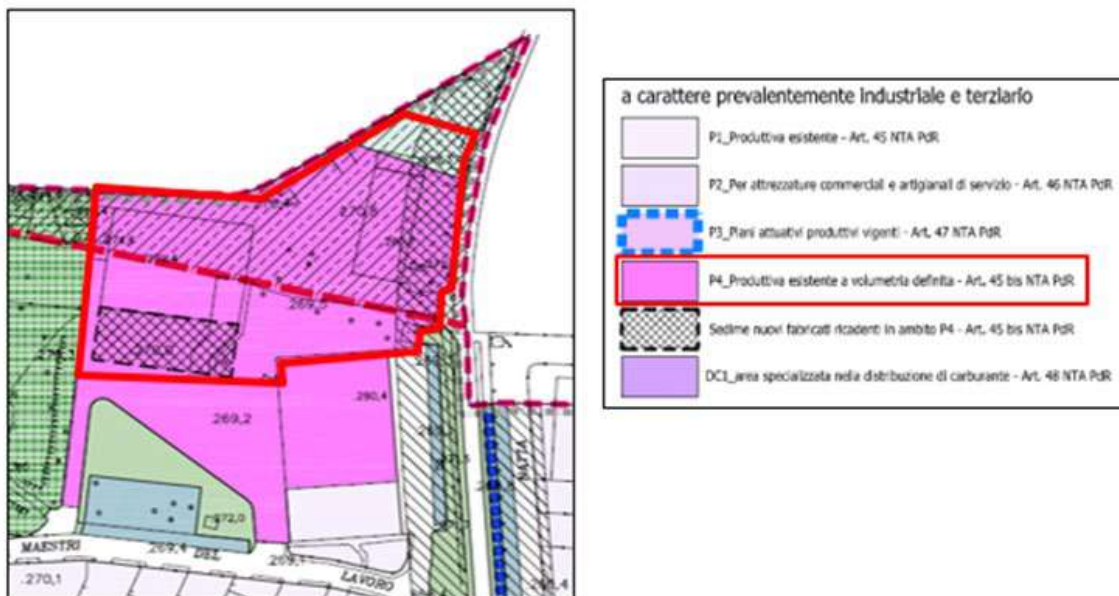 270,5
269,2
280,4
272,0
MAESTRI
DEL
LAVORO
269,4
269,1
270,1
NAFTA
a carattere prevalentemente industriale e terziario
P1_Produttiva esistente - Art. 45 NTA PdR
P2_Per attrezzature commerciali e artigianali di servizio - Art. 46 NTA PdR
P3_Piani attuativi produttivi vigenti - Art. 47 NTA PdR
P4_Produttiva esistente a volumetria definita - Art. 45 bis NTA PdR
Sedime nuovi fabricati ricadenti in ambito P4 - Art. 45 bis NTA PdR
DC1_area specializzata nella distribuzione di carburante - Art. 48 NTA PdR